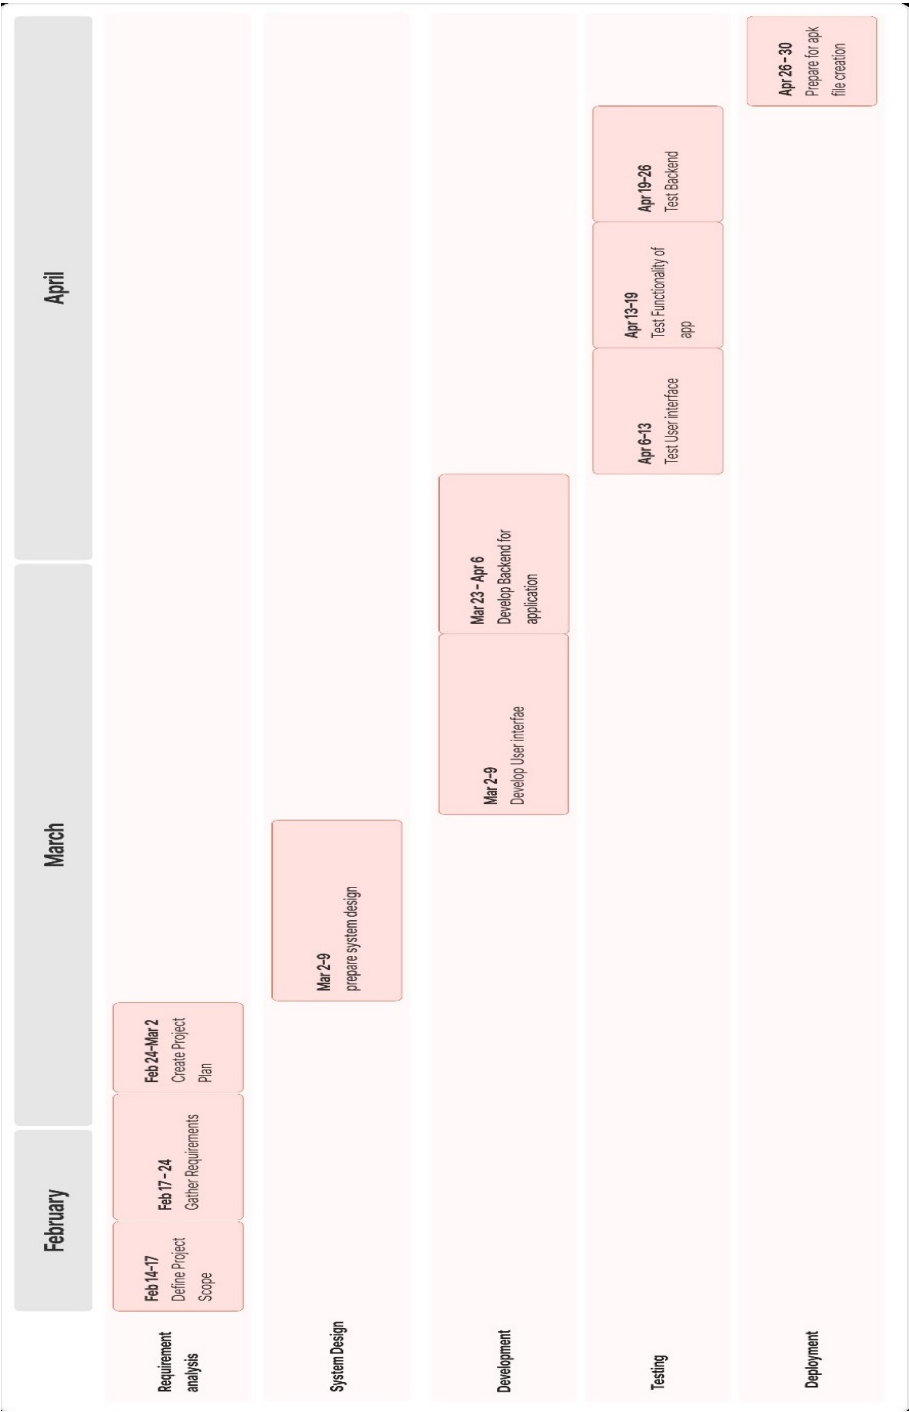 February
March
April
Requirement
analysis
Feb 14-17
Define Project
Scope
Feb 17 - 24
Gather Requirements
Feb 24-Mar 2
Create Project
Plan
System Design
Mar 2-9
prepare system design
Development
Mar 2-9
Develop User interfae
Mar 23 - Apr 6
Develop Backend for
application
Testing
Apr 6-13
Test User interface
Apr 13-19
Test Functionality of
app
Apr 19-26
Test Backend
Deployment
Apr 26 - 30
Prepare for apk
file creation